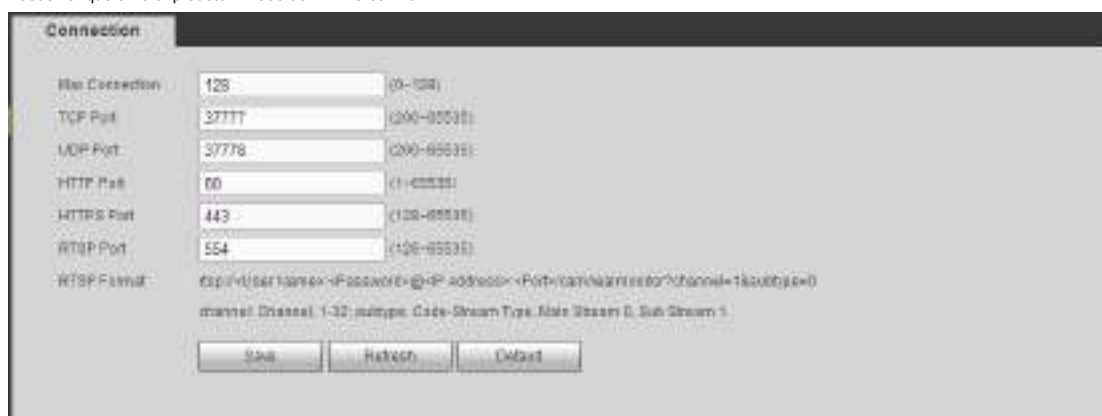 Connection
Max Connection 128 (0~128)
TCP Port 37777 (200~65535)
UDP Port 37778 (200~65535)
HTTP Port 80 (1~65535)
HTTPS Port 443 (128~65535)
RTSP Port 554 (128~65535)
RTSP Format rtsp://<User Name>:<Password>@<IP Address>:<Port>/cam/realmonitor?channel=1&subtype=0
channel: Channel, 1-32; subtype: Code-Stream Type, Main Stream 0, Sub Stream 1.
Save Refresh Default